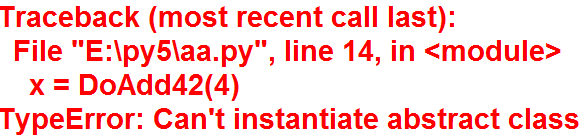 Traceback (most recent call last):
File "E:\py5\aa.py", line 14, in <module>
x = DoAdd42(4)
TypeError: Can't instantiate abstract class